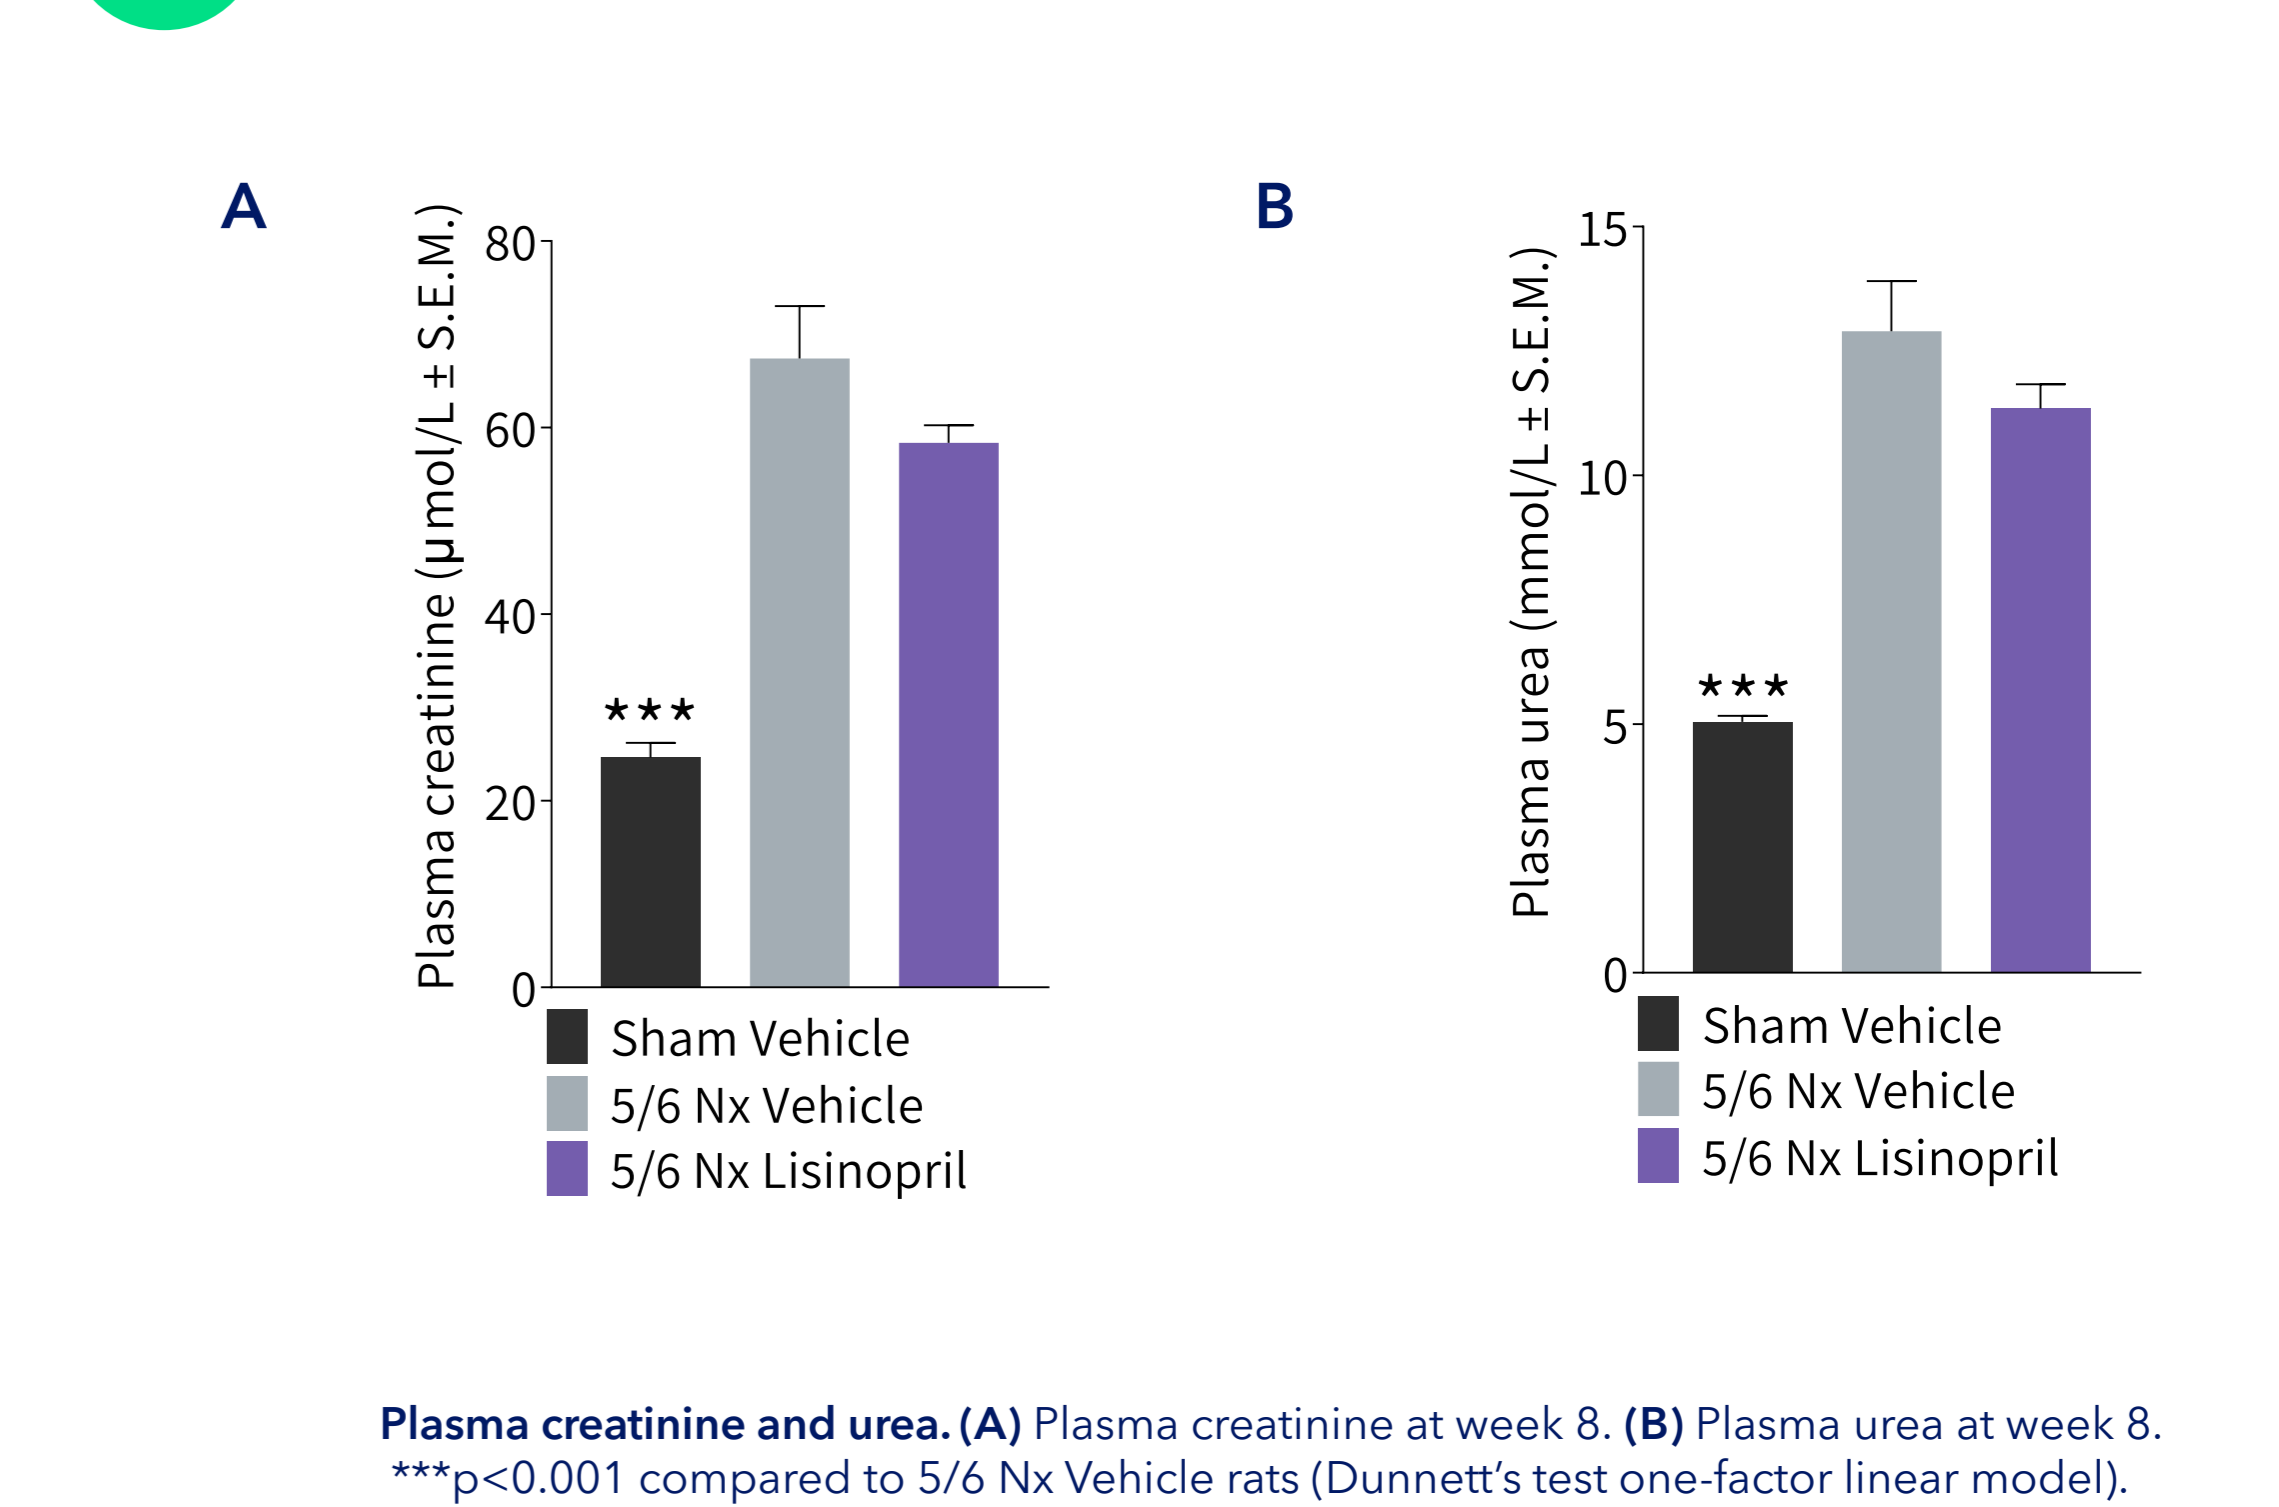 A
Plasma creatinine (μmol/L ± S.E.M.)
80
60
40
20
0
***
Sham Vehicle
5/6 Nx Vehicle
5/6 Nx Lisinopril
B
Plasma urea (mmol/L ± S.E.M.)
15
10
5
0
***
Sham Vehicle
5/6 Nx Vehicle
5/6 Nx Lisinopril
Plasma creatinine and urea. (A) Plasma creatinine at week 8. (B) Plasma urea at week 8.
***p<0.001 compared to 5/6 Nx Vehicle rats (Dunnett’s test one-factor linear model).